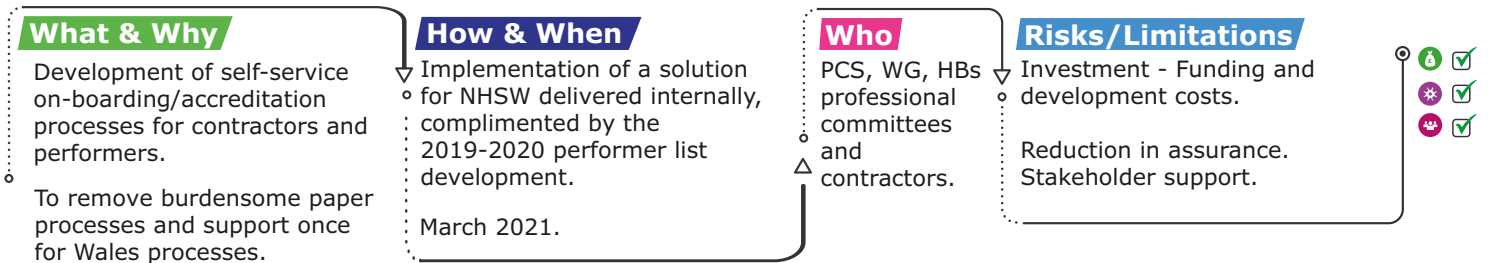 What & Why
Development of self-service
on-boarding/accreditation
processes for contractors and
performers.
To remove burdensome paper
processes and support once
for Wales processes.
How & When
Implementation of a solution
for NHSW delivered internally,
complimented by the
2019-2020 performer list
development.
March 2021.
Who
PCS, WG, HBs
professional
committees
and
contractors.
Risks/Limitations
Investment - Funding and
development costs.
Reduction in assurance.
Stakeholder support.